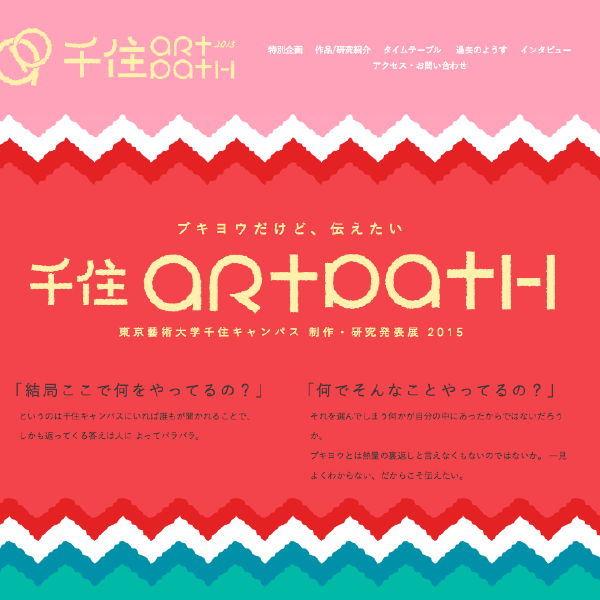 千住 ART PATH 2015
特別企画 作品/研究紹介 タイムテーブル 過去のようす インタビュー
アクセス・お問い合わせ
ブキヨウだけど、伝えたい
千住 ART PATH
東京藝術大学千住キャンパス 制作・研究発表展 2015
「結局ここで何をやってるの？」
というのは千住キャンパスにいれば誰もが聞かれることで、
しかも返ってくる答えは人に よってバラバラ。
「何でそんなことやってるの？」
それを選んでしまう何かが自分の中にあったからではないだろう
か。
ブキヨウとは熱量の裏返しと言えなくもないのではないか。 一見
よくわからない、だからこそ伝えたい。